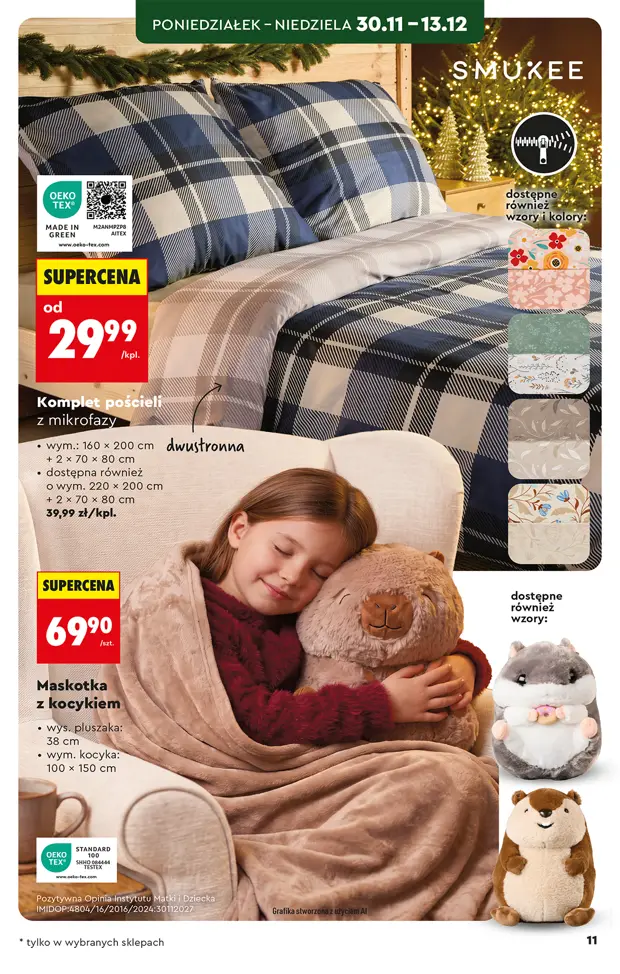 PONIEDZIAŁEK – NIEDZIELA 30.11 – 13.12
SMUKEE
dostępne
również
wzory i kolory:
OEKO
TEX®
MADE IN
GREEN
M2ANMPZP8
AITEX
www.oeko-tex.com
SUPERCENA
od
29 99
/kpl.
Komplet pościeli
z mikrofazy
• wym.: 160 × 200 cm
+ 2 × 70 × 80 cm
• dostępna również
o wym. 220 × 200 cm
+ 2 × 70 × 80 cm
39,99 zł/kpl.
dwustronna
SUPERCENA
69 90
/szt.
Maskotka
z kocykiem
• wys. pluszaka:
38 cm
• wym. kocyka:
100 × 150 cm
dostępne
również
wzory:
OEKO
TEX®
STANDARD
100
SHHO 084444
TESTEX
www.oeko-tex.com
Pozytywna Opinia Instytutu Matki i Dziecka
IMIDOP:4804/16/2016/2024:30112027
Grafika stworzona z użyciem AI
* tylko w wybranych sklepach
11